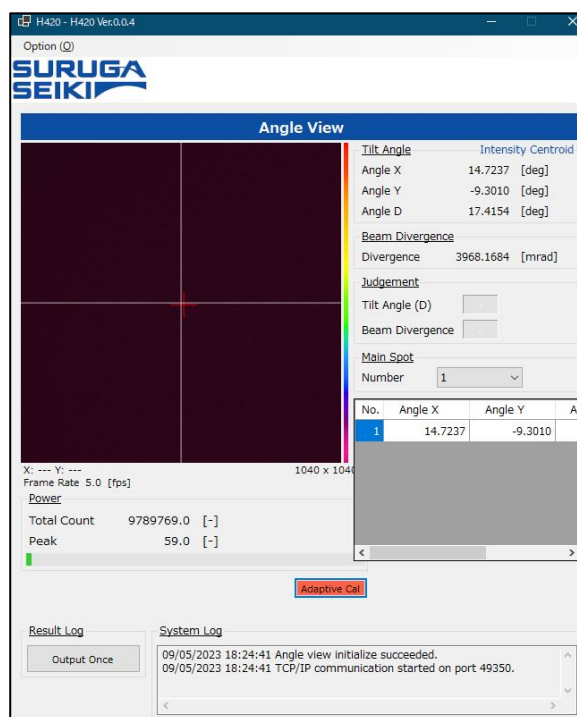 H420 - H420 Ver.0.0.4
Option (O)
SURUGA
SEIKI
Angle View
Tilt Angle Intensity Centroid
Angle X 14.7237 [deg]
Angle Y -9.3010 [deg]
Angle D 17.4154 [deg]
Beam Divergence
Divergence 3968.1684 [mrad]
Judgement
Tilt Angle (D) -
Beam Divergence -
Main Spot
Number 1
No. Angle X Angle Y A
1 14.7237 -9.3010
X: --- Y: --- 1040 x 1040
Frame Rate 5.0 [fps]
Power
Total Count 9789769.0 [-]
Peak 59.0 [-]
Adaptive Cal
Result Log
Output Once
System Log
09/05/2023 18:24:41 Angle view initialize succeeded.
09/05/2023 18:24:41 TCP/IP communication started on port 49350.